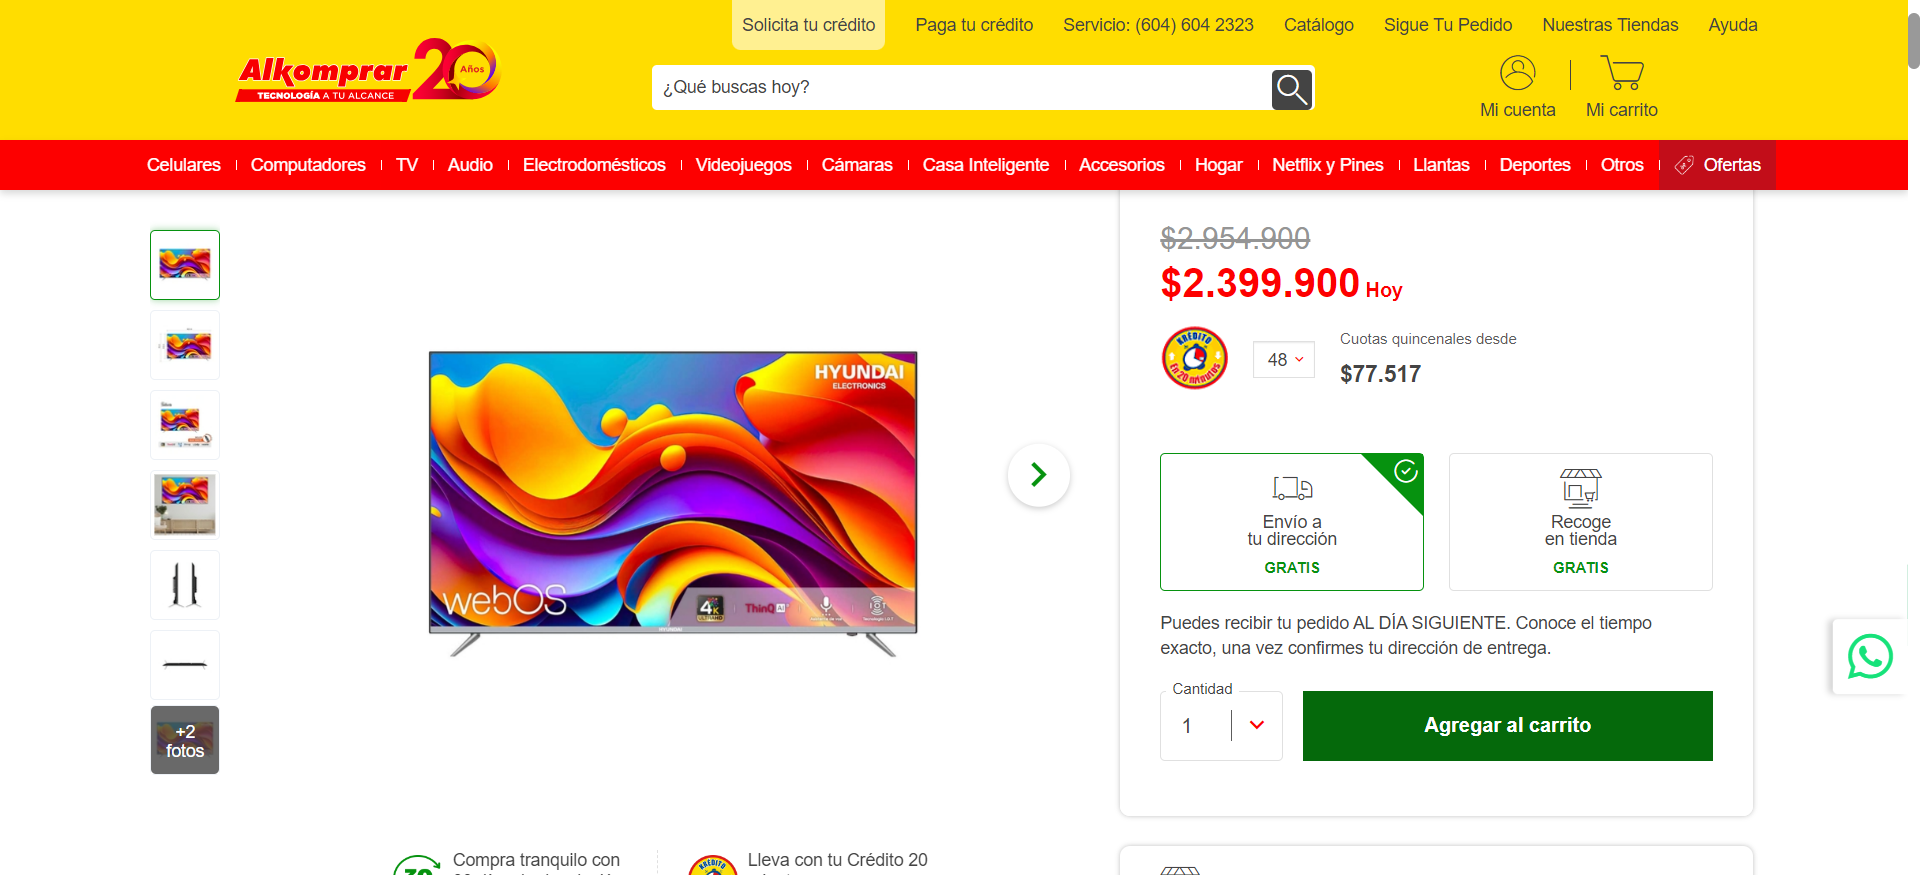 Solicita tu crédito
Paga tu crédito
Servicio: (604) 604 2323
Catálogo
Sigue Tu Pedido
Nuestras Tiendas
Ayuda
Alkomprar
TECNOLOGÍA A TU ALCANCE
20
Años
¿Qué buscas hoy?
Mi cuenta
Mi carrito
Celulares
Computadores
TV
Audio
Electrodomésticos
Videojuegos
Cámaras
Casa Inteligente
Accesorios
Hogar
Netflix y Pines
Llantas
Deportes
Otros
Ofertas
+2
fotos
HYUNDAI
ELECTRONICS
webOS
4K
ThinQ AI
IOT
HYUNDAI
$2.954.900
$2.399.900 Hoy
KRÉDITO
En 20 minutos
48
Cuotas quincenales desde
$77.517
Envío a
tu dirección
GRATIS
Recoge
en tienda
GRATIS
Puedes recibir tu pedido AL DÍA SIGUIENTE. Conoce el tiempo
exacto, una vez confirmes tu dirección de entrega.
Cantidad
1
Agregar al carrito
Compra tranquilo con
KRÉDITO
Lleva con tu Crédito 20